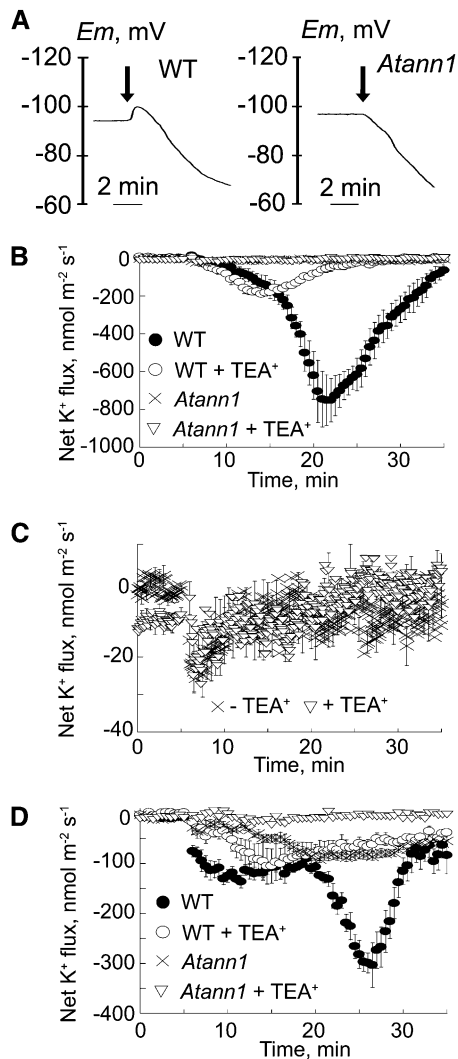 A
Em, mV Em, mV
WT Atann1
-120 -120
-100 -100
-80 -80
2 min 2 min
-60 -60
B
Net K+ flux, nmol m-2 s-1
0
-200
-400
-600
-800
-1000
WT
WT + TEA+
Atann1
Atann1 + TEA+
0 10 20 30
Time, min
C
Net K+ flux, nmol m-2 s-1
0
-20
-40
- TEA+ + TEA+
0 10 20 30
Time, min
D
Net K+ flux, nmol m-2 s-1
0
-100
-200
-300
-400
WT
WT + TEA+
Atann1
Atann1 + TEA+
0 10 20 30
Time, min